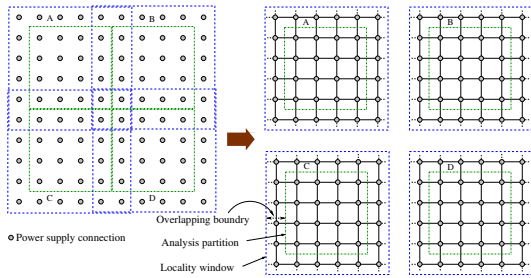 A
B
A
B
C
D
C
D
Overlapping boundry
Power supply connection
Analysis partition
Locality window